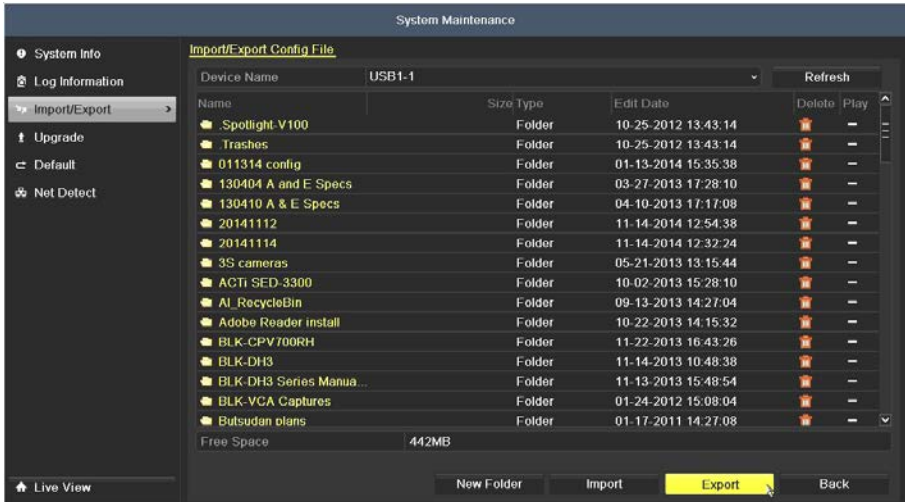 System Maintenance
System Info
Log Information
Import/Export >
Upgrade
Default
Net Detect
Live View
Import/Export Config File
Device Name USB1-1 Refresh
Name Size Type Edit Date Delete Play
.Spotlight-V100 Folder 10-25-2012 13:43:14 –
.Trashes Folder 10-25-2012 13:43:14 –
011314 config Folder 01-13-2014 15:35:38 –
130404 A and E Specs Folder 03-27-2013 17:28:10 –
130410 A & E Specs Folder 04-10-2013 17:17:08 –
20141112 Folder 11-14-2014 12:54:38 –
20141114 Folder 11-14-2014 12:32:24 –
3S cameras Folder 05-21-2013 13:15:44 –
ACTi SED-3300 Folder 10-02-2013 15:28:10 –
AI_RecycleBin Folder 09-13-2013 14:27:04 –
Adobe Reader install Folder 10-22-2013 14:15:32 –
BLK-CPV700RH Folder 11-22-2013 16:43:26 –
BLK-DH3 Folder 11-14-2013 10:48:38 –
BLK-DH3 Series Manua... Folder 11-13-2013 15:48:54 –
BLK-VCA Captures Folder 01-24-2012 15:08:04 –
Butsudan plans Folder 01-17-2011 14:27:08 –
Free Space 442MB
New Folder Import Export Back